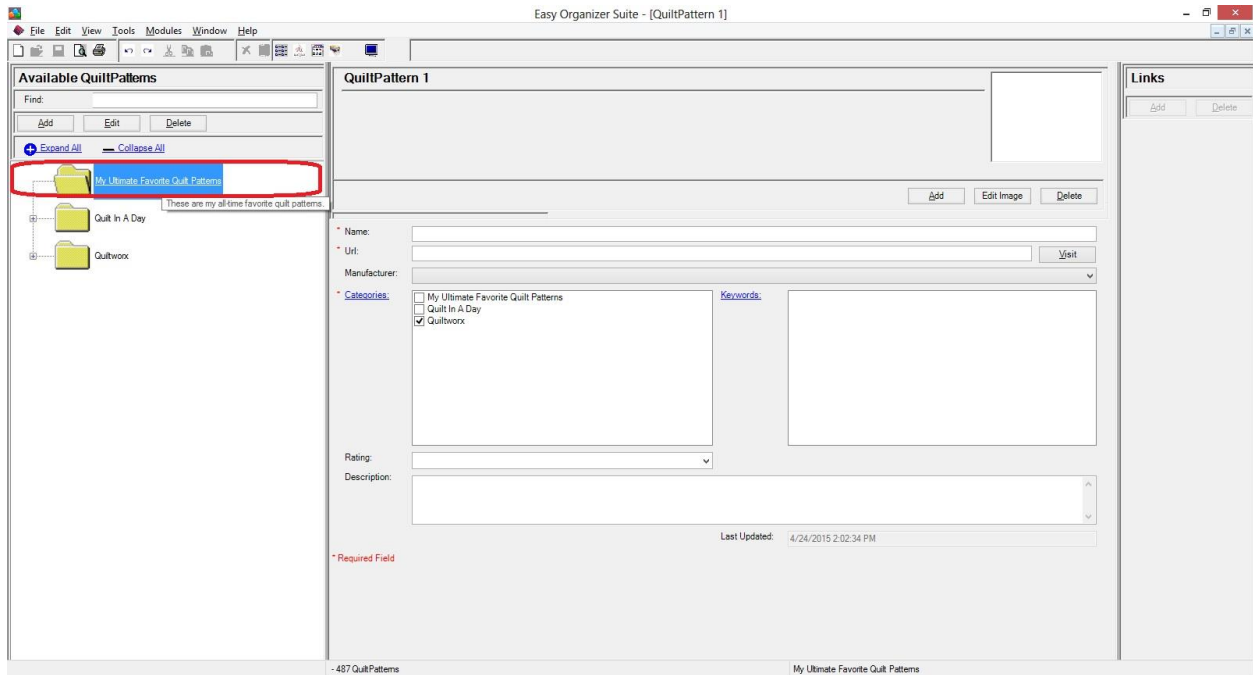 Easy Organizer Suite - [QuiltPattern 1]
File Edit View Tools Modules Window Help
Available QuiltPatterns
Find:
Add Edit Delete
Expand All Collapse All
My Ultimate Favorite Quilt Patterns
These are my all-time favorite quilt patterns.
Quilt In A Day
Quiltworx
QuiltPattern 1
Add Edit Image Delete
* Name:
* Url:
Visit
Manufacturer:
* Categories:
My Ultimate Favorite Quilt Patterns
Quilt In A Day
Quiltworx
Keywords:
Rating:
Description:
Last Updated: 4/24/2015 2:02:34 PM
* Required Field
Links
Add Delete
- 487 QuiltPatterns
My Ultimate Favorite Quilt Patterns